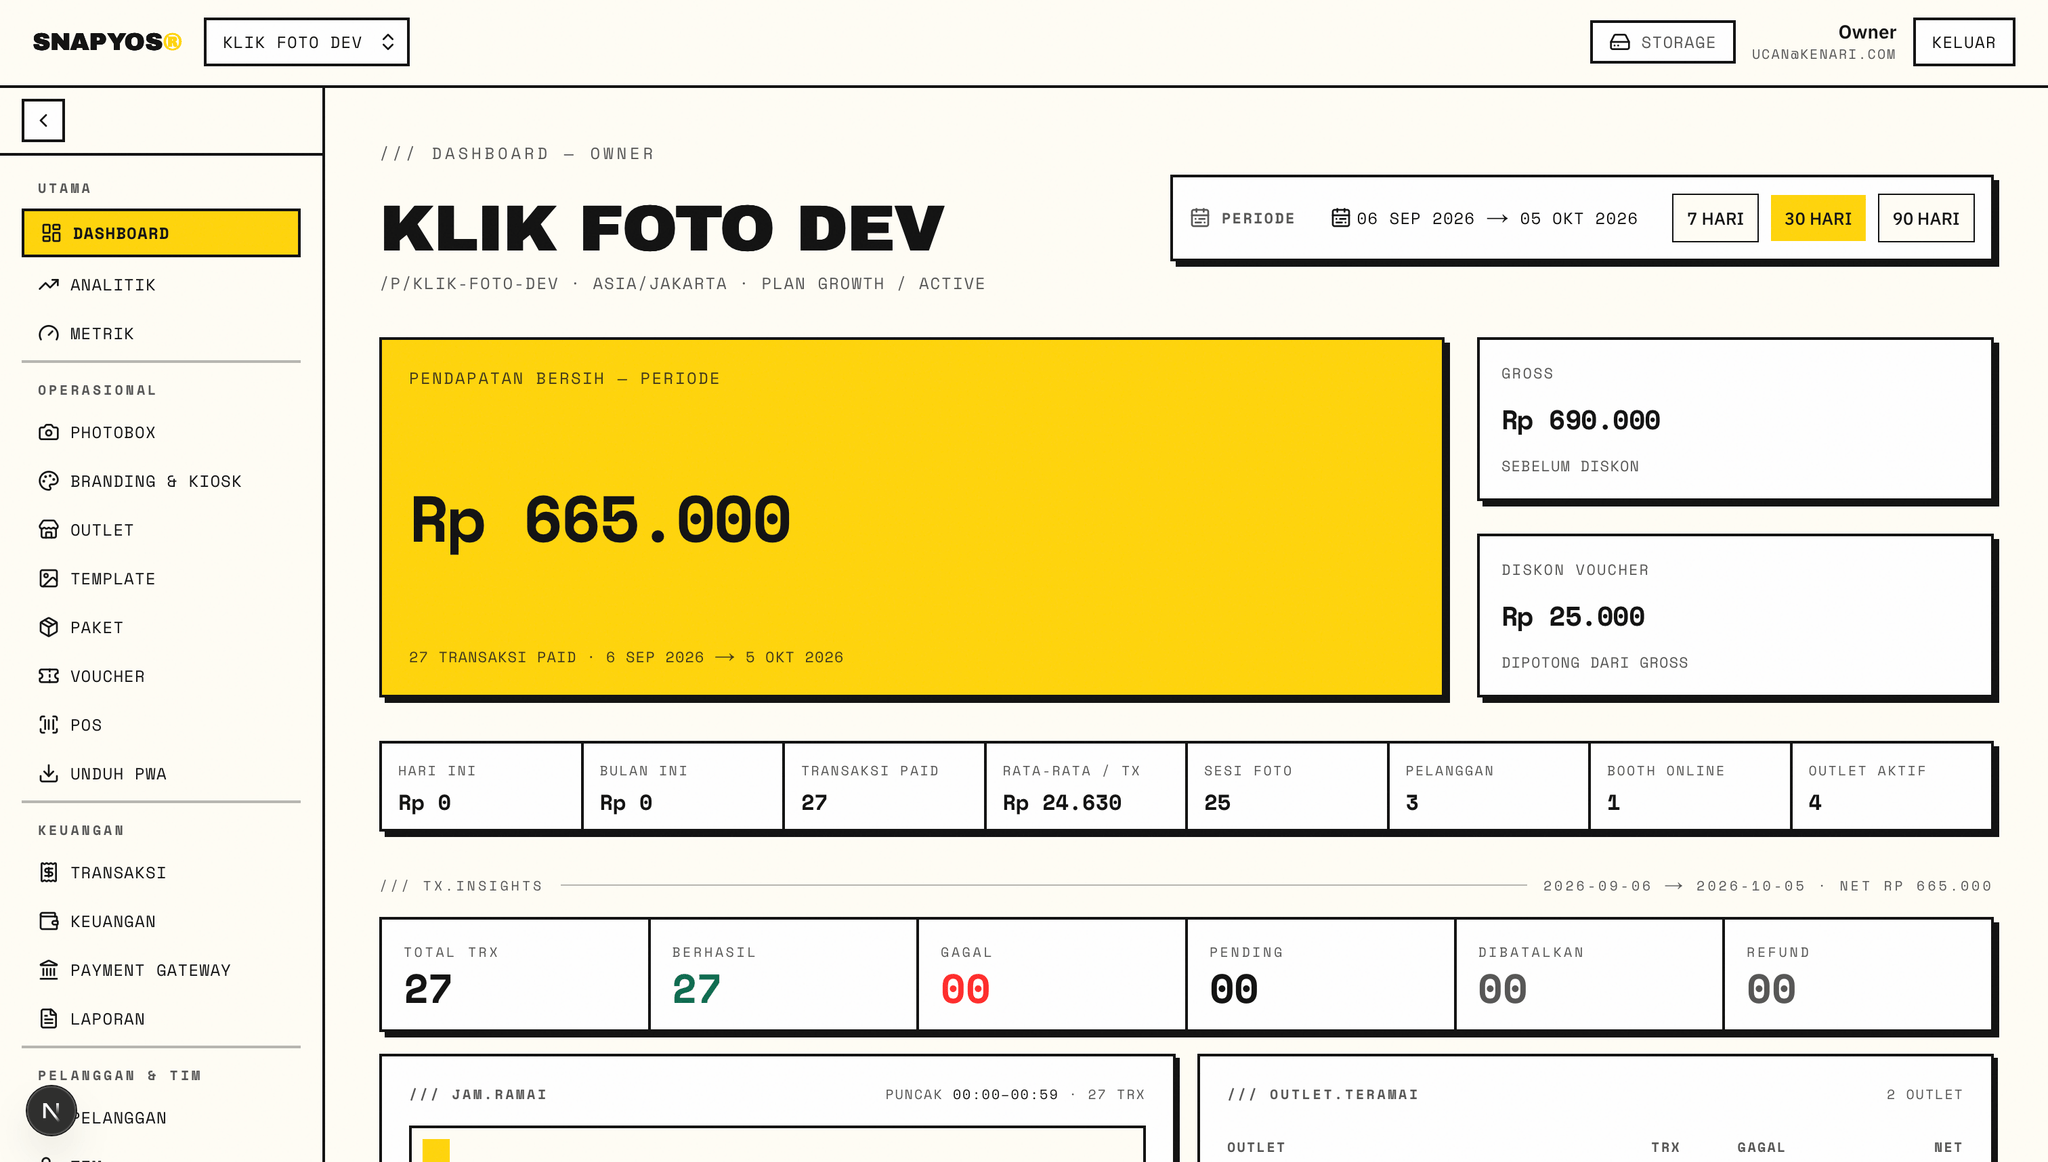 SNAPYOS®
KLIK FOTO DEV
STORAGE
Owner
UCAN@KENARI.COM
KELUAR
UTAMA
DASHBOARD
ANALITIK
METRIK
OPERASIONAL
PHOTOBOX
BRANDING & KIOSK
OUTLET
TEMPLATE
PAKET
VOUCHER
POS
UNDUH PWA
KEUANGAN
TRANSAKSI
KEUANGAN
PAYMENT GATEWAY
LAPORAN
PELANGGAN & TIM
PELANGGAN
N
/// DASHBOARD — OWNER
KLIK FOTO DEV
/P/KLIK-FOTO-DEV · ASIA/JAKARTA · PLAN GROWTH / ACTIVE
PERIODE
06 SEP 2026 → 05 OKT 2026
7 HARI
30 HARI
90 HARI
PENDAPATAN BERSIH — PERIODE
Rp 665.000
27 TRANSAKSI PAID · 6 SEP 2026 → 5 OKT 2026
GROSS
Rp 690.000
SEBELUM DISKON
DISKON VOUCHER
Rp 25.000
DIPOTONG DARI GROSS
HARI INI
Rp 0
BULAN INI
Rp 0
TRANSAKSI PAID
27
RATA-RATA / TX
Rp 24.630
SESI FOTO
25
PELANGGAN
3
BOOTH ONLINE
1
OUTLET AKTIF
4
/// TX.INSIGHTS
2026-09-06 → 2026-10-05 · NET RP 665.000
TOTAL TRX
27
BERHASIL
27
GAGAL
00
PENDING
00
DIBATALKAN
00
REFUND
00
/// JAM.RAMAI
PUNCAK 00:00–00:59 · 27 TRX
/// OUTLET.TERAMAI
2 OUTLET
OUTLET TRX GAGAL NET